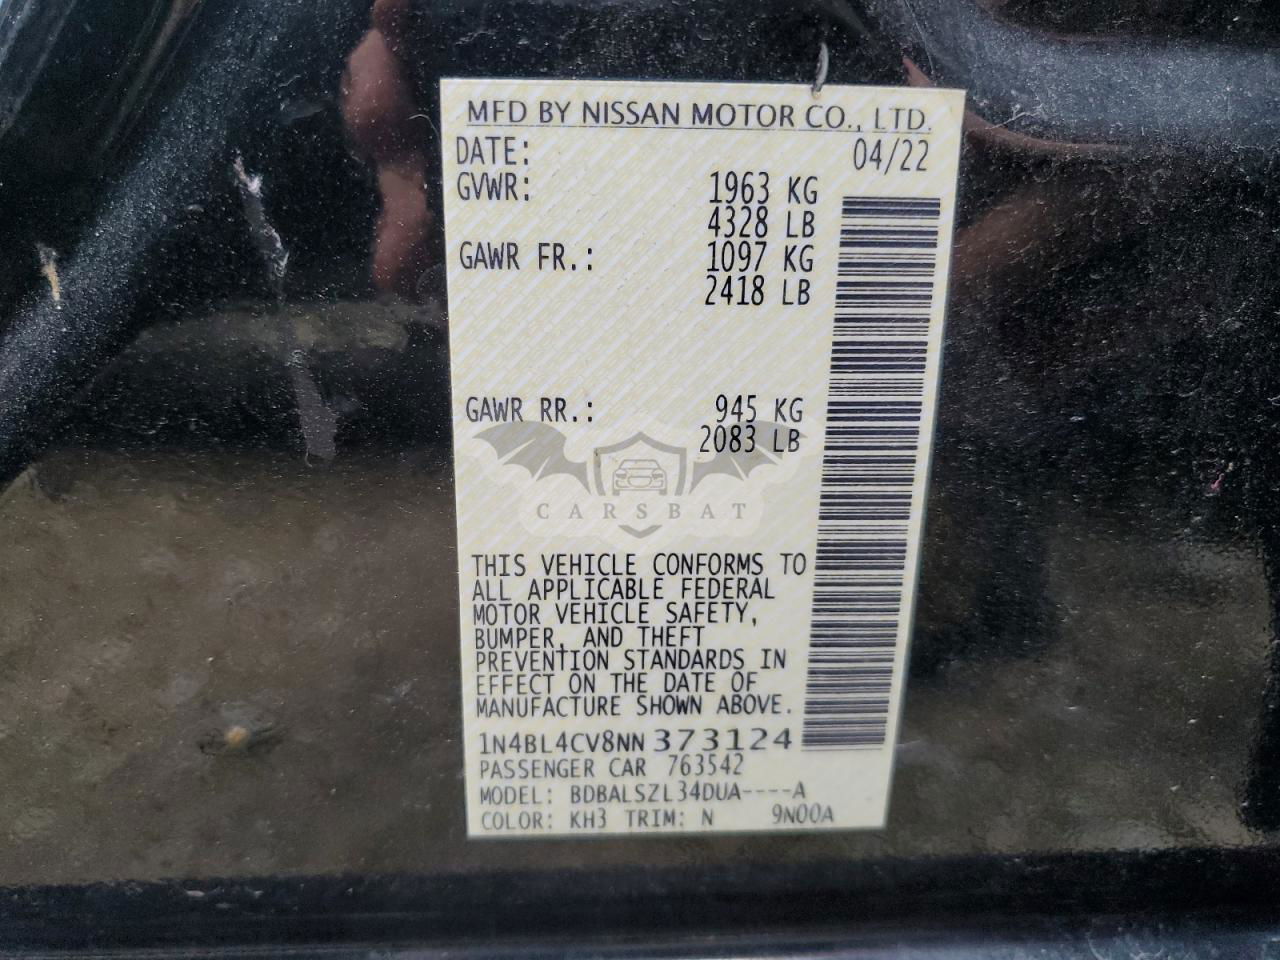 MFD BY NISSAN MOTOR CO., LTD.
DATE: 04/22
GVWR: 1963 KG
4328 LB
GAWR FR.: 1097 KG
2418 LB
GAWR RR.: 945 KG
2083 LB
CARSBAT
THIS VEHICLE CONFORMS TO
ALL APPLICABLE FEDERAL
MOTOR VEHICLE SAFETY,
BUMPER, AND THEFT
PREVENTION STANDARDS IN
EFFECT ON THE DATE OF
MANUFACTURE SHOWN ABOVE.
1N4BL4CV8NN 373124
PASSENGER CAR 763542
MODEL: BDBALSZL34DUA----A
COLOR: KH3 TRIM: N 9N00A